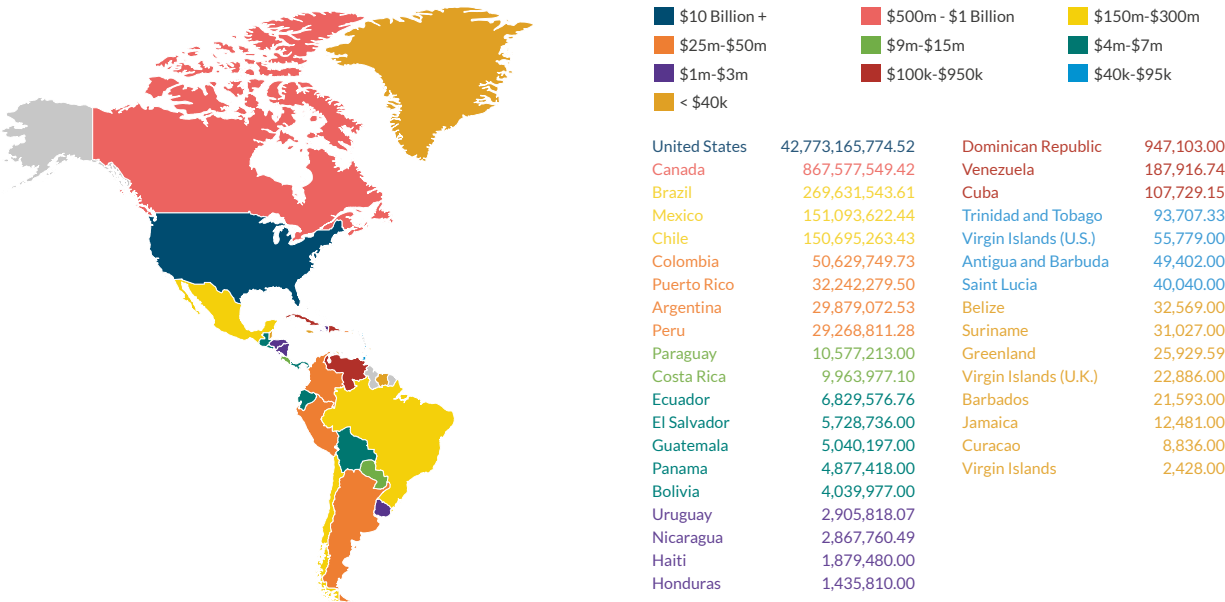 $10 Billion +
$500m - $1 Billion
$150m-$300m
$25m-$50m
$9m-$15m
$4m-$7m
$1m-$3m
$100k-$950k
$40k-$95k
< $40k
United States 42,773,165,774.52
Canada 867,577,549.42
Brazil 269,631,543.61
Mexico 151,093,622.44
Chile 150,695,263.43
Colombia 50,629,749.73
Puerto Rico 32,242,279.50
Argentina 29,879,072.53
Peru 29,268,811.28
Paraguay 10,577,213.00
Costa Rica 9,963,977.10
Ecuador 6,829,576.76
El Salvador 5,728,736.00
Guatemala 5,040,197.00
Panama 4,877,418.00
Bolivia 4,039,977.00
Uruguay 2,905,818.07
Nicaragua 2,867,760.49
Haiti 1,879,480.00
Honduras 1,435,810.00
Dominican Republic 947,103.00
Venezuela 187,916.74
Cuba 107,729.15
Trinidad and Tobago 93,707.33
Virgin Islands (U.S.) 55,779.00
Antigua and Barbuda 49,402.00
Saint Lucia 40,040.00
Belize 32,569.00
Suriname 31,027.00
Greenland 25,929.59
Virgin Islands (U.K.) 22,886.00
Barbados 21,593.00
Jamaica 12,481.00
Curacao 8,836.00
Virgin Islands 2,428.00